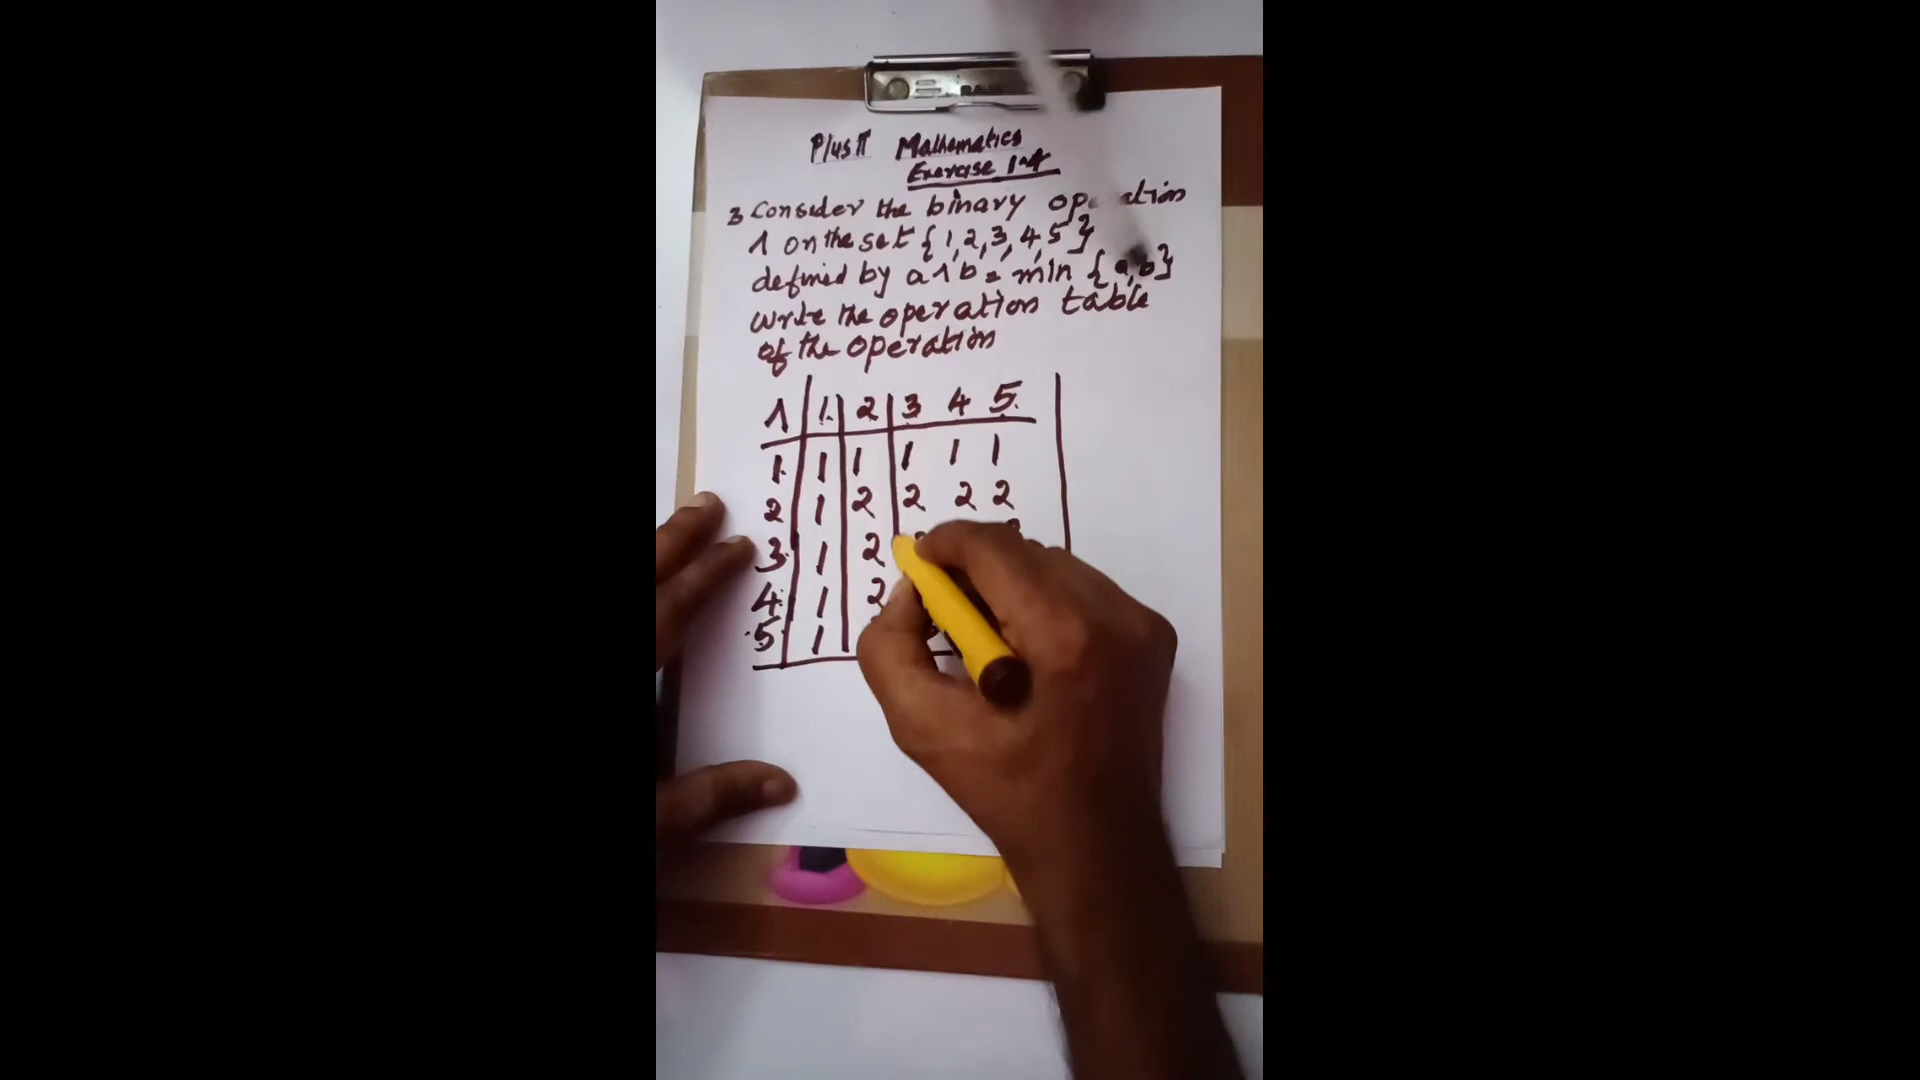 Plus II Mathematics
Exercise 1.4
3 Consider the binary operation
Λ on the set {1,2,3,4,5}
defined by a Λ b = min {a,b}
write the operation table
of the operation
Λ 1 2 3 4 5
1 1 1 1 1 1
2 1 2 2 2 2
3 1 2
4 1 2
5 1